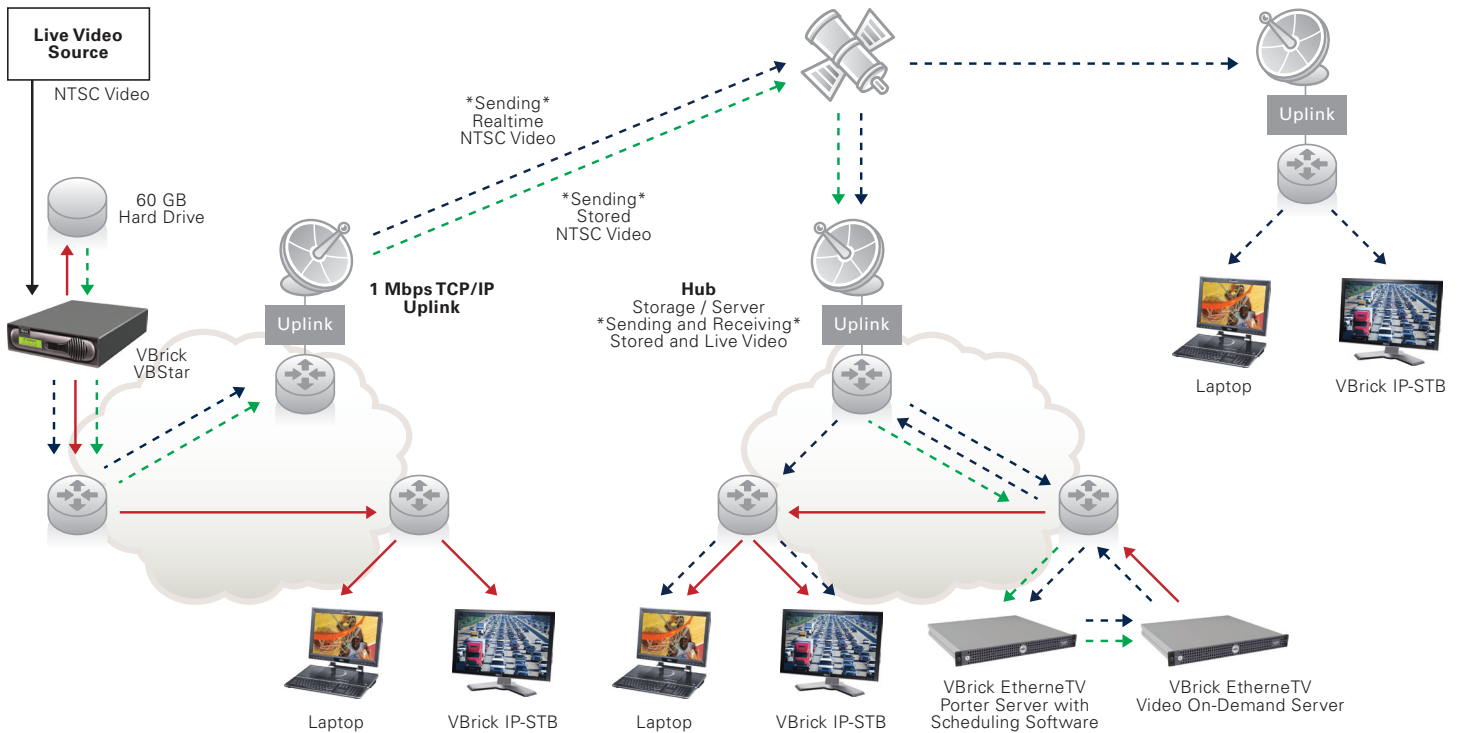 Live Video
Source
NTSC Video
60 GB
Hard Drive
VBrick
VBStar
*Sending*
Realtime
NTSC Video
*Sending*
Stored
NTSC Video
1 Mbps TCP/IP
Uplink
Uplink
Laptop
VBrick IP-STB
Hub
Storage / Server
*Sending and Receiving*
Stored and Live Video
Uplink
Laptop
VBrick IP-STB
VBrick EtherneTV
Porter Server with
Scheduling Software
VBrick EtherneTV
Video On-Demand Server
Uplink
Laptop
VBrick IP-STB